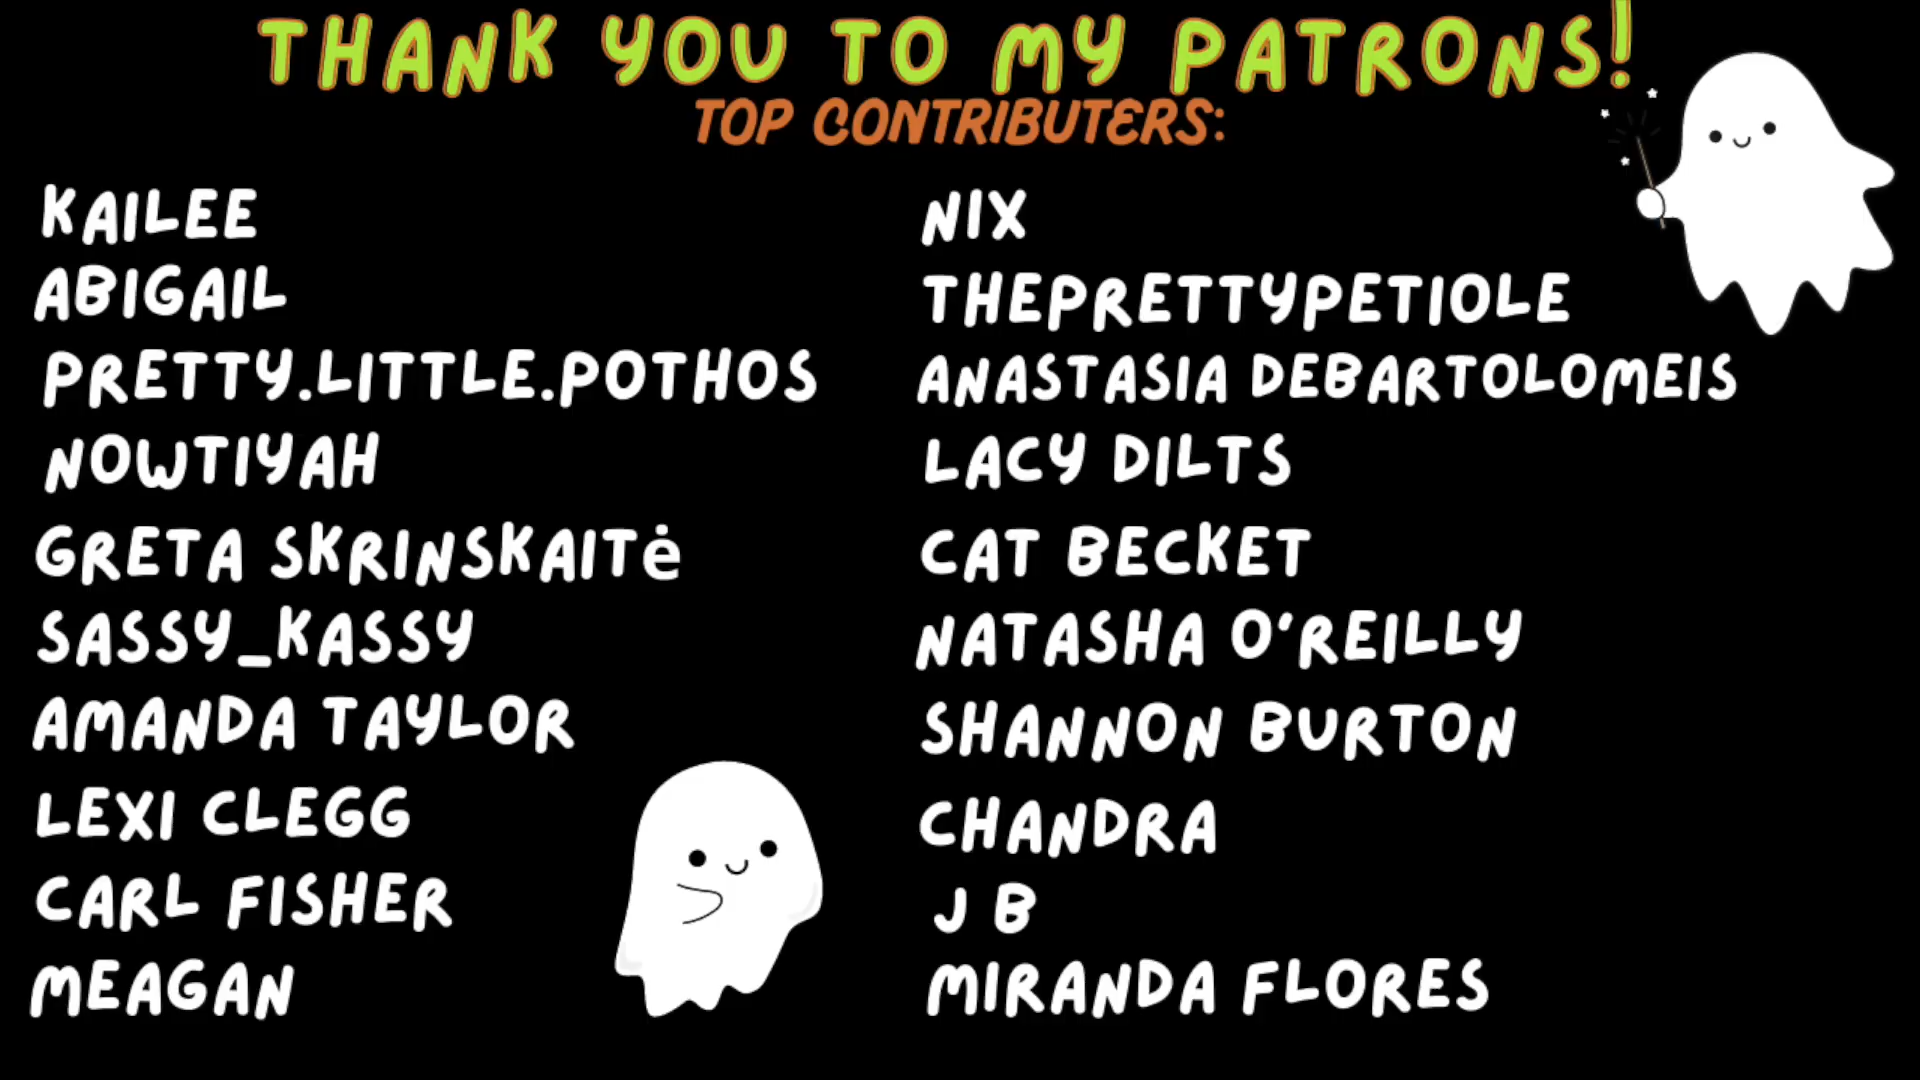 THANK YOU TO MY PATRONS!
TOP CONTRIBUTERS:
KAILEE
ABIGAIL
PRETTY.LITTLE.POTHOS
NOWTIYAH
GRETA SKRINSKAITė
SASSY_KASSY
AMANDA TAYLOR
LEXI CLEGG
CARL FISHER
MEAGAN
NIX
THEPRETTYPETIOLE
ANASTASIA DEBARTOLOMEIS
LACY DILTS
CAT BECKET
NATASHA O'REILLY
SHANNON BURTON
CHANDRA
J B
MIRANDA FLORES